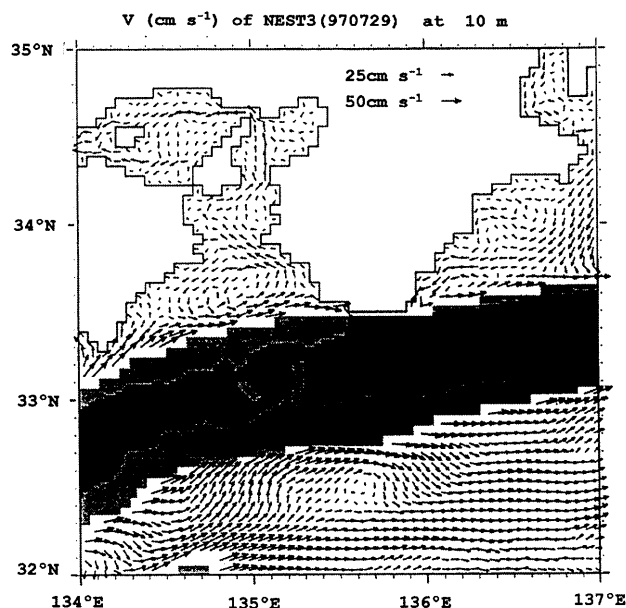 V (cm s⁻¹) of NEST3(970729) at 10 m
35°N
25cm s⁻¹
50cm s⁻¹
34°N
33°N
32°N
134°E
135°E
136°E
137°E